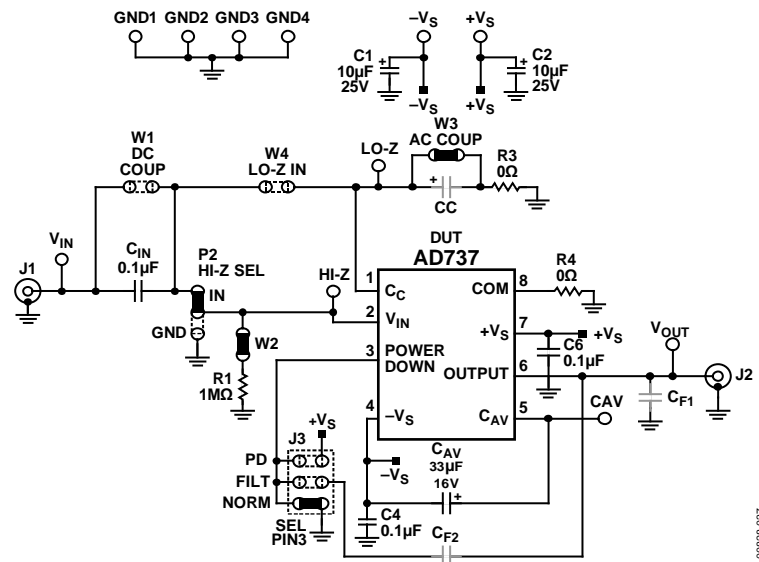 GND1 GND2 GND3 GND4
–VS +VS
C1
10µF
25V
C2
10µF
25V
–VS +VS
W1
DC
COUP
W4
LO-Z IN
LO-Z
W3
AC COUP
R3
0Ω
CC
VIN
CIN
0.1µF
P2
HI-Z SEL
J1
IN
GND
HI-Z
W2
R1
1MΩ
DUT
AD737
1 CC
2 VIN
3 POWER
DOWN
4 –VS
COM 8
+VS 7
OUTPUT 6
CAV 5
R4
0Ω
+VS
C6
0.1µF
VOUT
J2
CF1
CAV
+VS
J3
PD
FILT
NORM
SEL
PIN3
–VS
CAV
33µF
16V
C4
0.1µF
CF2